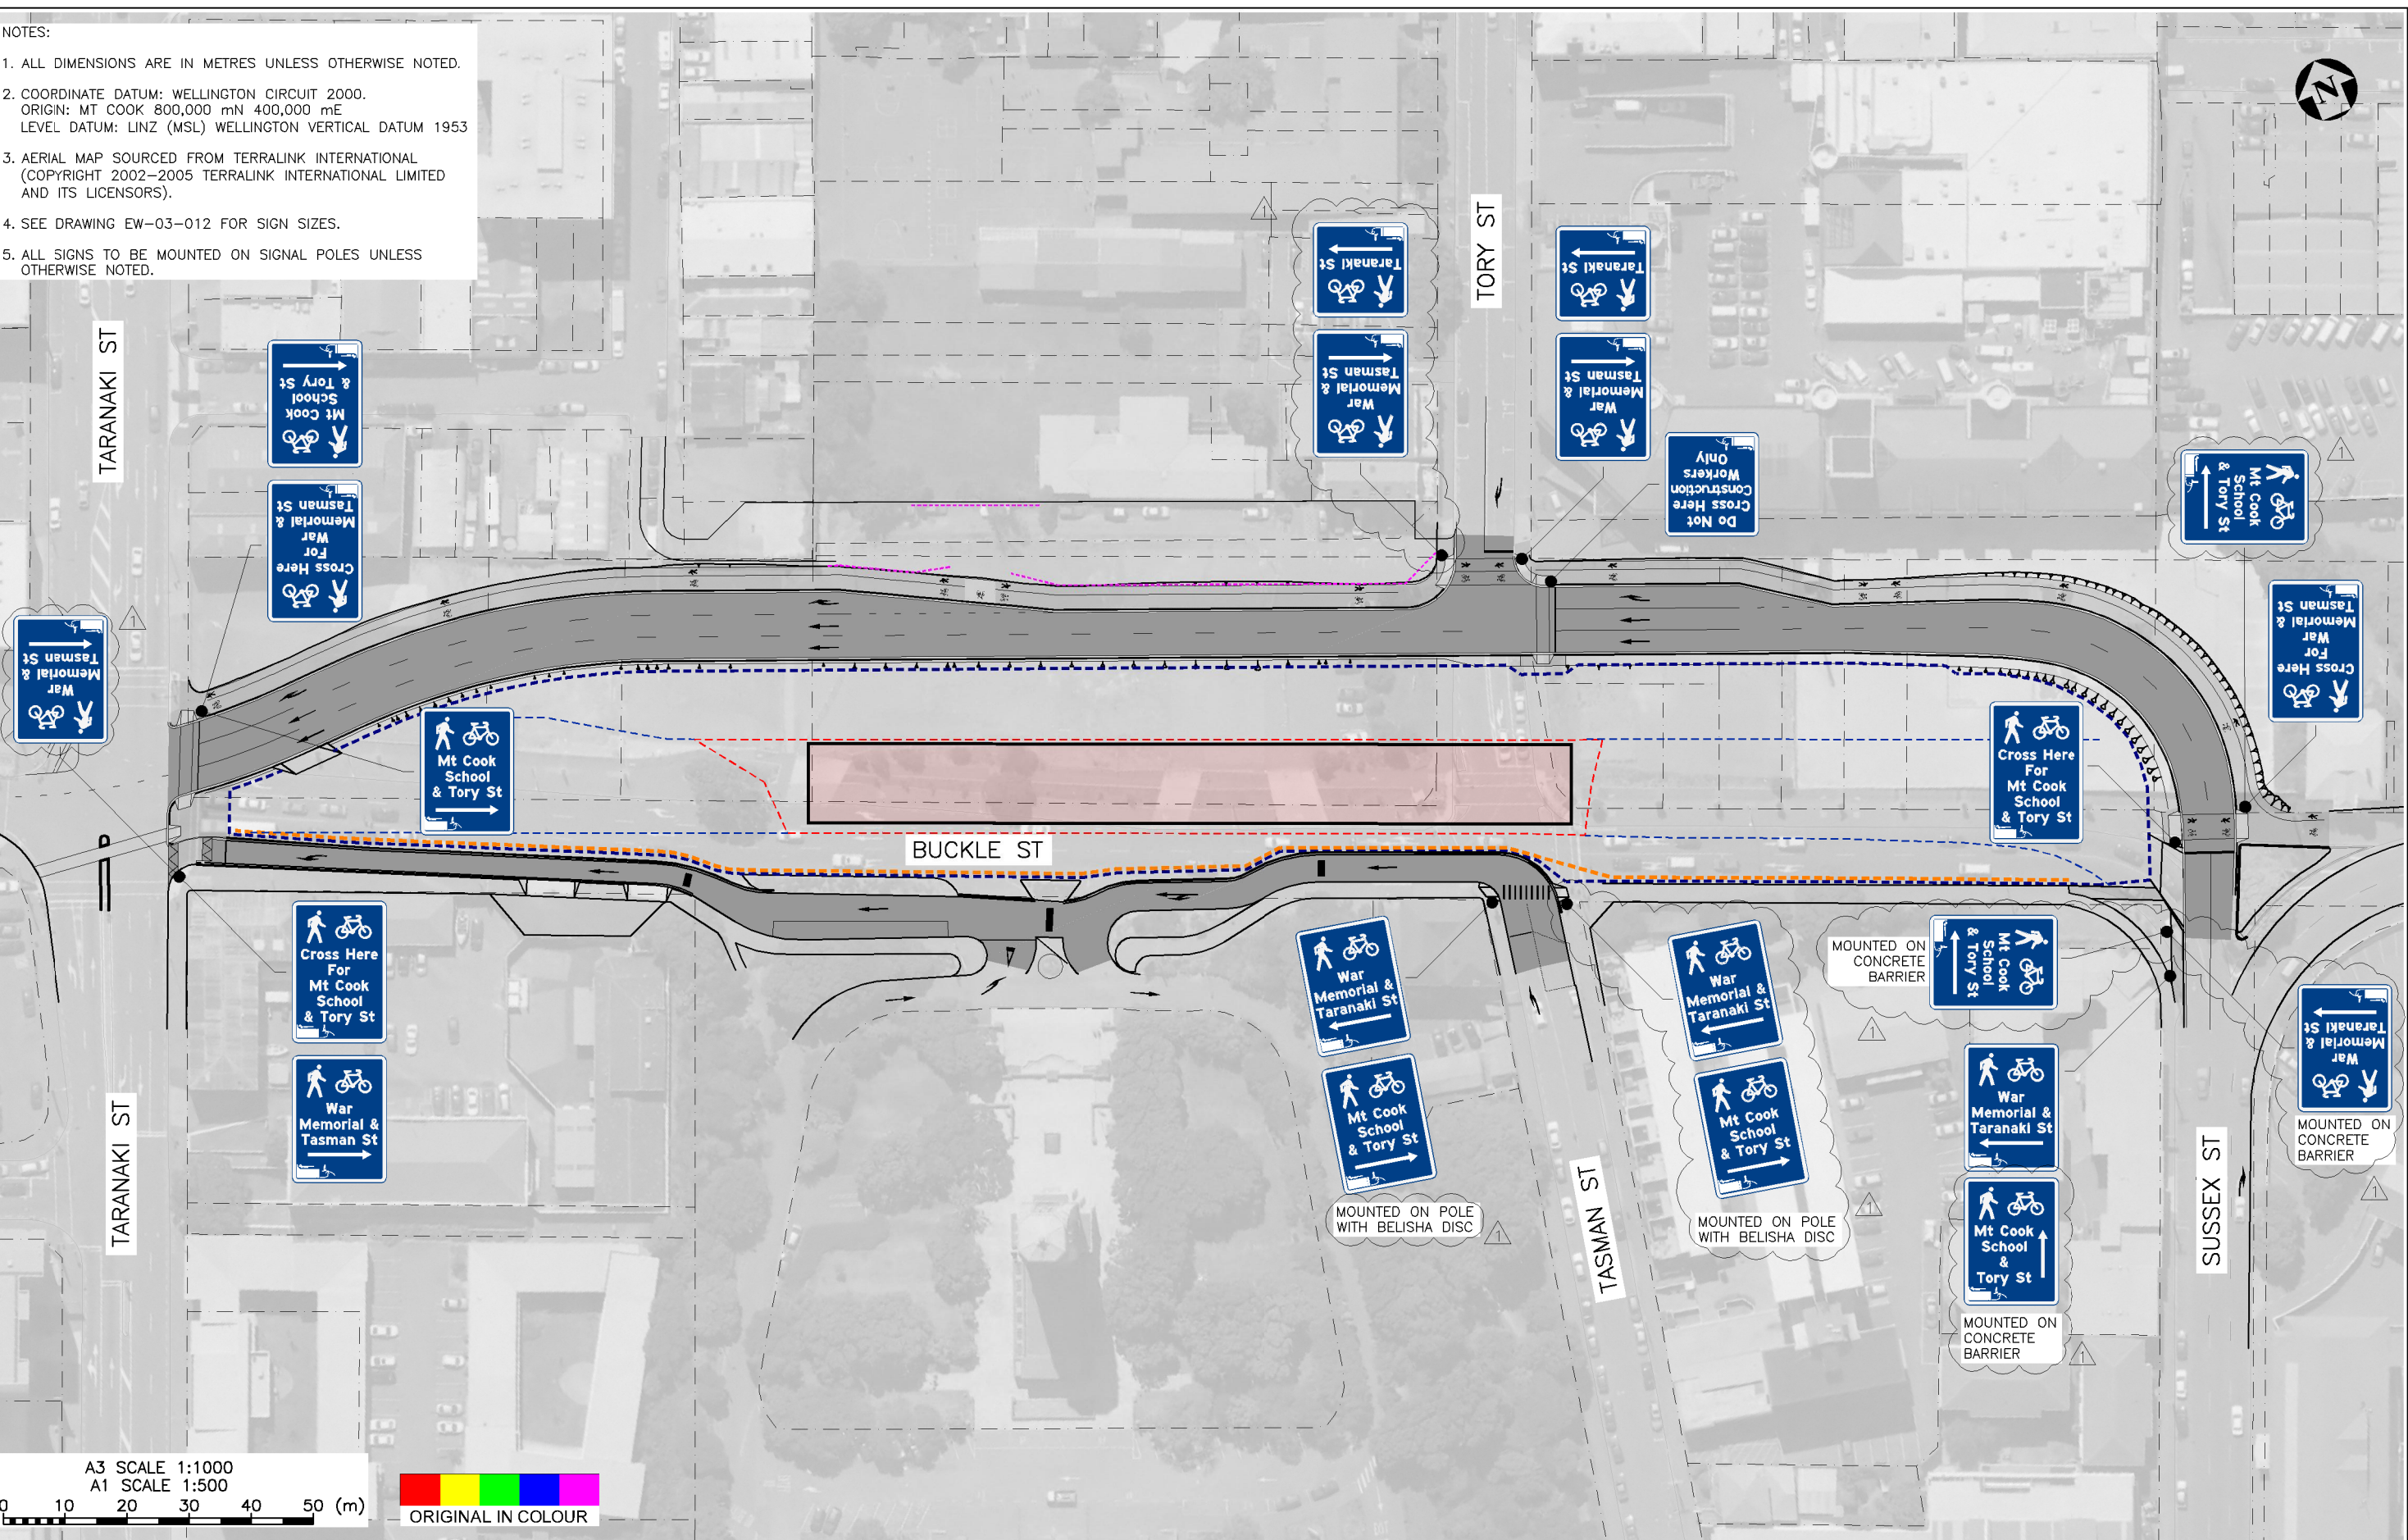 NOTES:
1. ALL DIMENSIONS ARE IN METRES UNLESS OTHERWISE NOTED.
2. COORDINATE DATUM: WELLINGTON CIRCUIT 2000.
ORIGIN: MT COOK 800,000 mN 400,000 mE
LEVEL DATUM: LINZ (MSL) WELLINGTON VERTICAL DATUM 1953
3. AERIAL MAP SOURCED FROM TERRALINK INTERNATIONAL
(COPYRIGHT 2002–2005 TERRALINK INTERNATIONAL LIMITED
AND ITS LICENSORS).
4. SEE DRAWING EW–03–012 FOR SIGN SIZES.
5. ALL SIGNS TO BE MOUNTED ON SIGNAL POLES UNLESS
OTHERWISE NOTED.
N
TARANAKI ST
Mt Cook
School
& Tory St
Cross Here
For
War
Memorial &
Tasman St
1
War
Memorial &
Tasman St
Mt Cook
School
& Tory St
1
Taranaki St
War
Memorial &
Tasman St
TORY ST
Taranaki St
War
Memorial &
Tasman St
Do Not
Cross Here
Construction
Workers
Only
1
Mt Cook
School
& Tory St
Cross Here
For
War
Memorial &
Tasman St
Cross Here
For
Mt Cook
School
& Tory St
BUCKLE ST
Cross Here
For
Mt Cook
School
& Tory St
War
Memorial &
Tasman St
TARANAKI ST
War
Memorial &
Taranaki St
Mt Cook
School
& Tory St
MOUNTED ON POLE
WITH BELISHA DISC
1
TASMAN ST
War
Memorial &
Taranaki St
Mt Cook
School
& Tory St
MOUNTED ON POLE
WITH BELISHA DISC
1
MOUNTED ON
CONCRETE
BARRIER
Mt Cook
School
& Tory St
1
War
Memorial &
Taranaki St
Mt Cook
School
&
Tory St
MOUNTED ON
CONCRETE
BARRIER
1
SUSSEX ST
War
Memorial &
Taranaki St
MOUNTED ON
CONCRETE
BARRIER
1
A3 SCALE 1:1000
A1 SCALE 1:500
0 10 20 30 40 50 (m)
ORIGINAL IN COLOUR